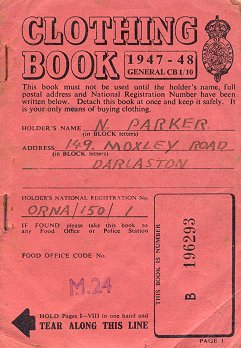 CLOTHING
BOOK 1947-48
GENERAL CB 1/10
This book must not be used until the holder's name, full
postal address and National Registration Number have been
written below. Detach this book at once and keep it safely. It
is your only means of buying clothing.
HOLDER'S NAME N PARKER
(in BLOCK letters)
ADDRESS 149. MOXLEY ROAD
(in BLOCK letters)
DARLASTON
HOLDER'S NATIONAL REGISTRATION No.
ORNA/150/1
IF FOUND please take this book to
any Food Office or Police Station
FOOD OFFICE CODE No.
M.24
THIS BOOK IS NUMBER
B 196293
HOLD Pages I-VIII in one hand and
TEAR ALONG THIS LINE
PAGE I